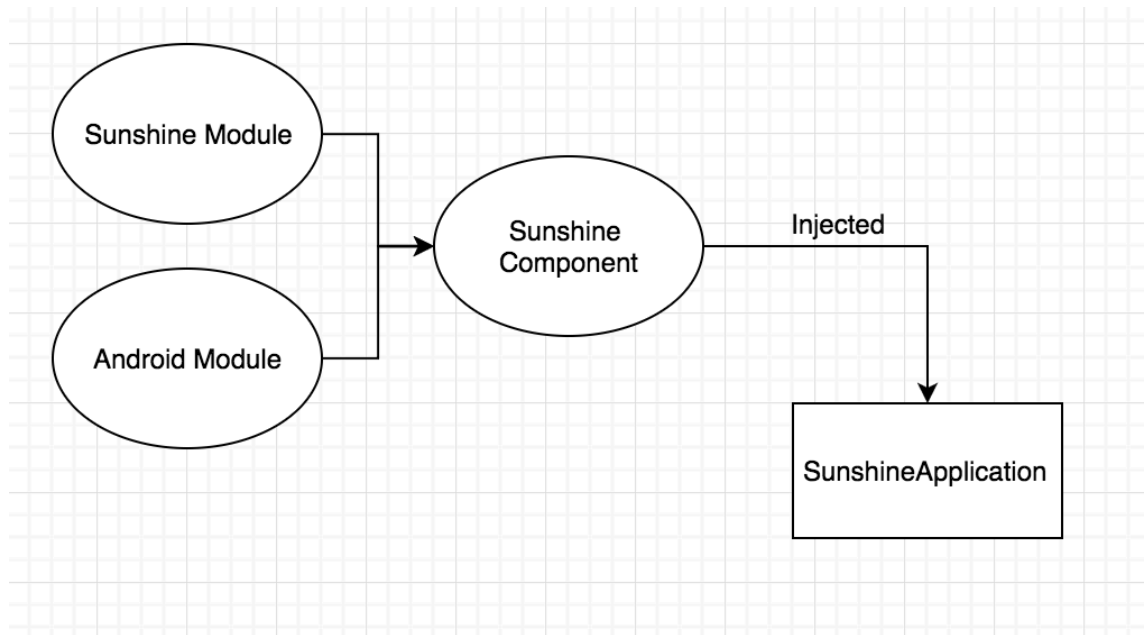 Sunshine Module
Sunshine
Component
Injected
Android Module
SunshineApplication